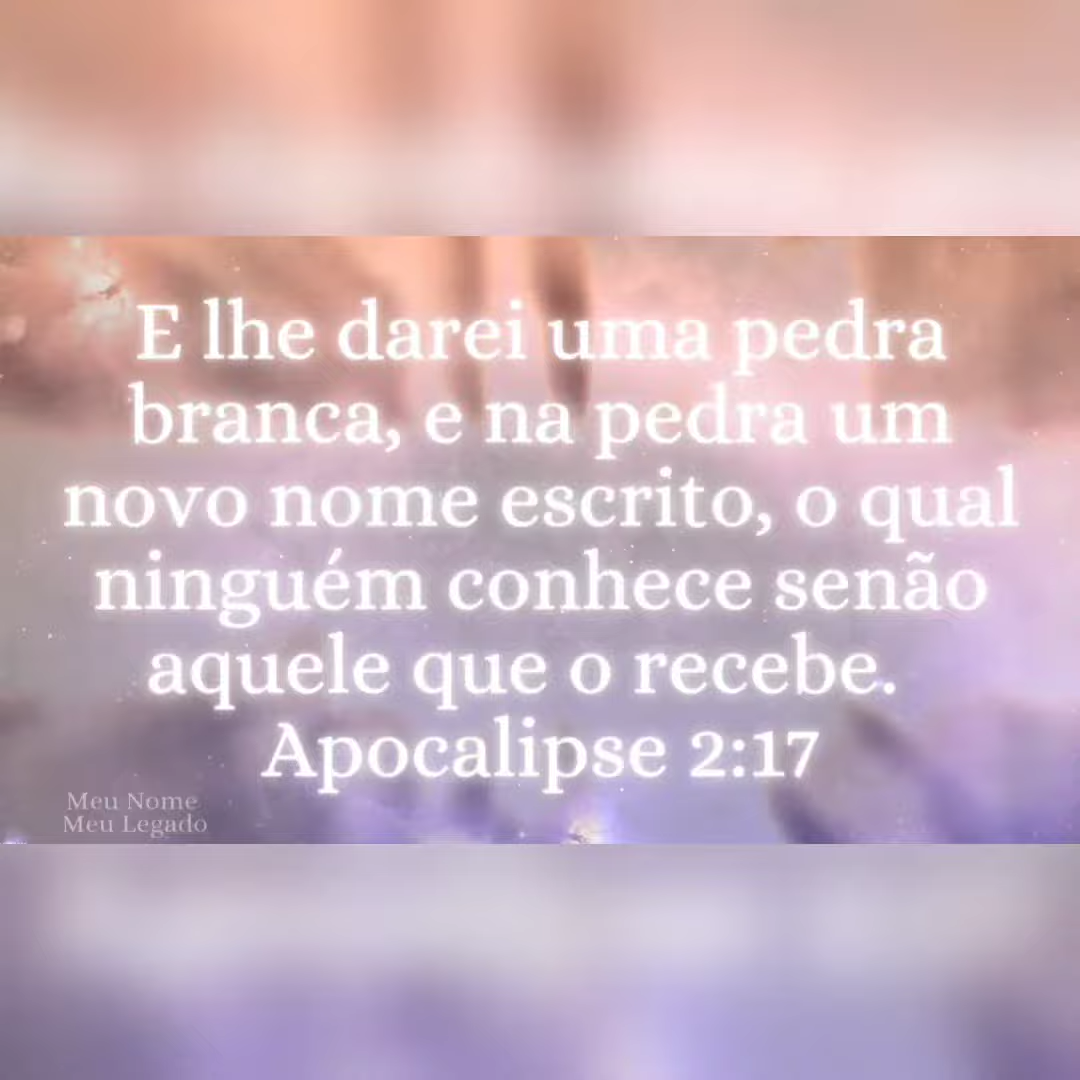 E lhe darei uma pedra
branca, e na pedra um
novo nome escrito, o qual
ninguém conhece senão
aquele que o recebe.
Apocalipse 2:17
Meu Nome
Meu Legado